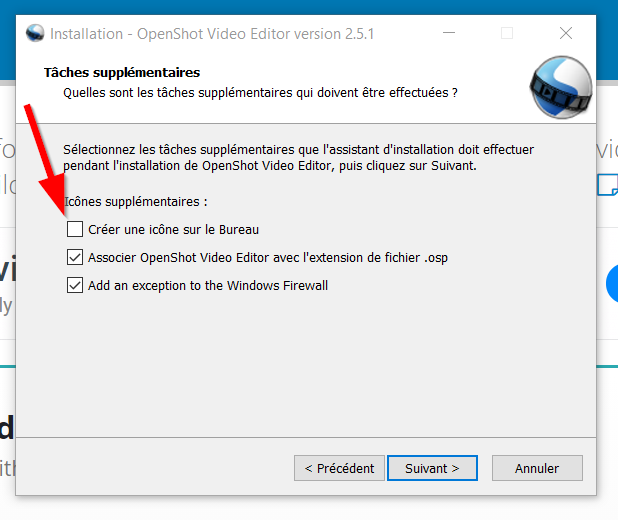 Installation - OpenShot Video Editor version 2.5.1
Tâches supplémentaires
Quelles sont les tâches supplémentaires qui doivent être effectuées ?
Sélectionnez les tâches supplémentaires que l'assistant d'installation doit effectuer
pendant l'installation de OpenShot Video Editor, puis cliquez sur Suivant.
Icônes supplémentaires :
Créer une icône sur le Bureau
Associer OpenShot Video Editor avec l'extension de fichier .osp
Add an exception to the Windows Firewall
< Précédent
Suivant >
Annuler